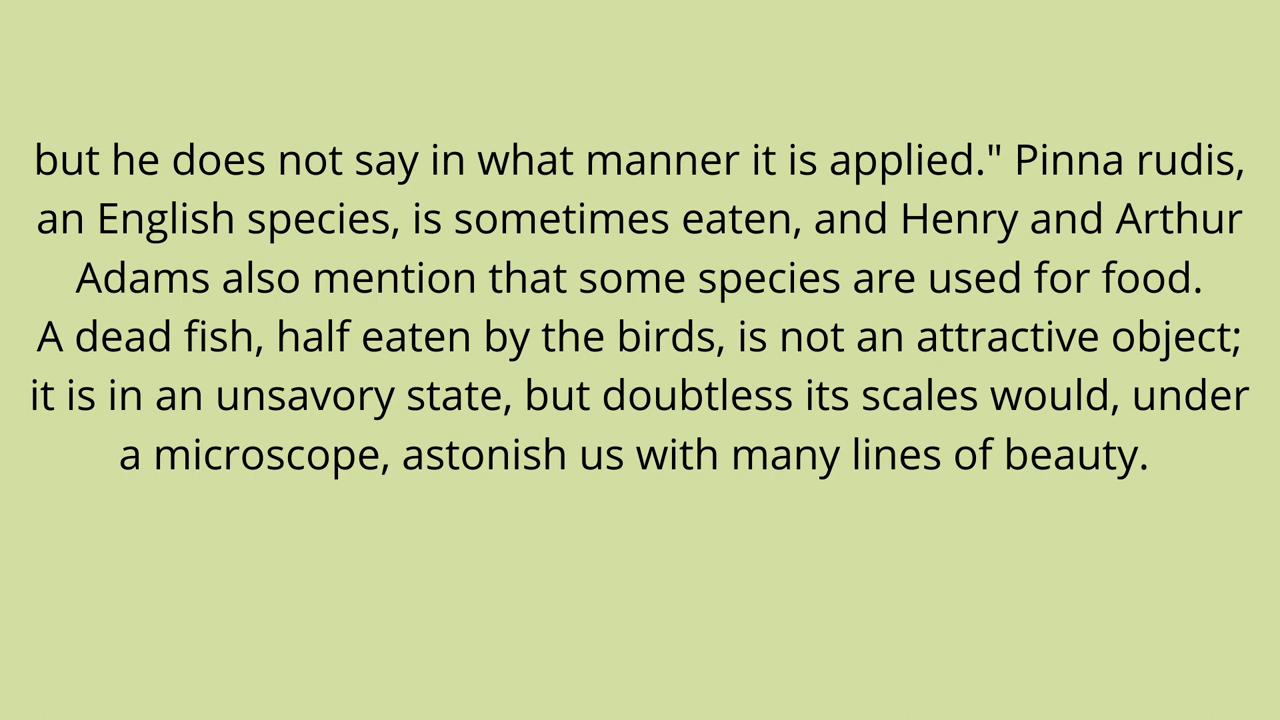 but he does not say in what manner it is applied." Pinna rudis,
an English species, is sometimes eaten, and Henry and Arthur
Adams also mention that some species are used for food.
A dead fish, half eaten by the birds, is not an attractive object;
it is in an unsavory state, but doubtless its scales would, under
a microscope, astonish us with many lines of beauty.